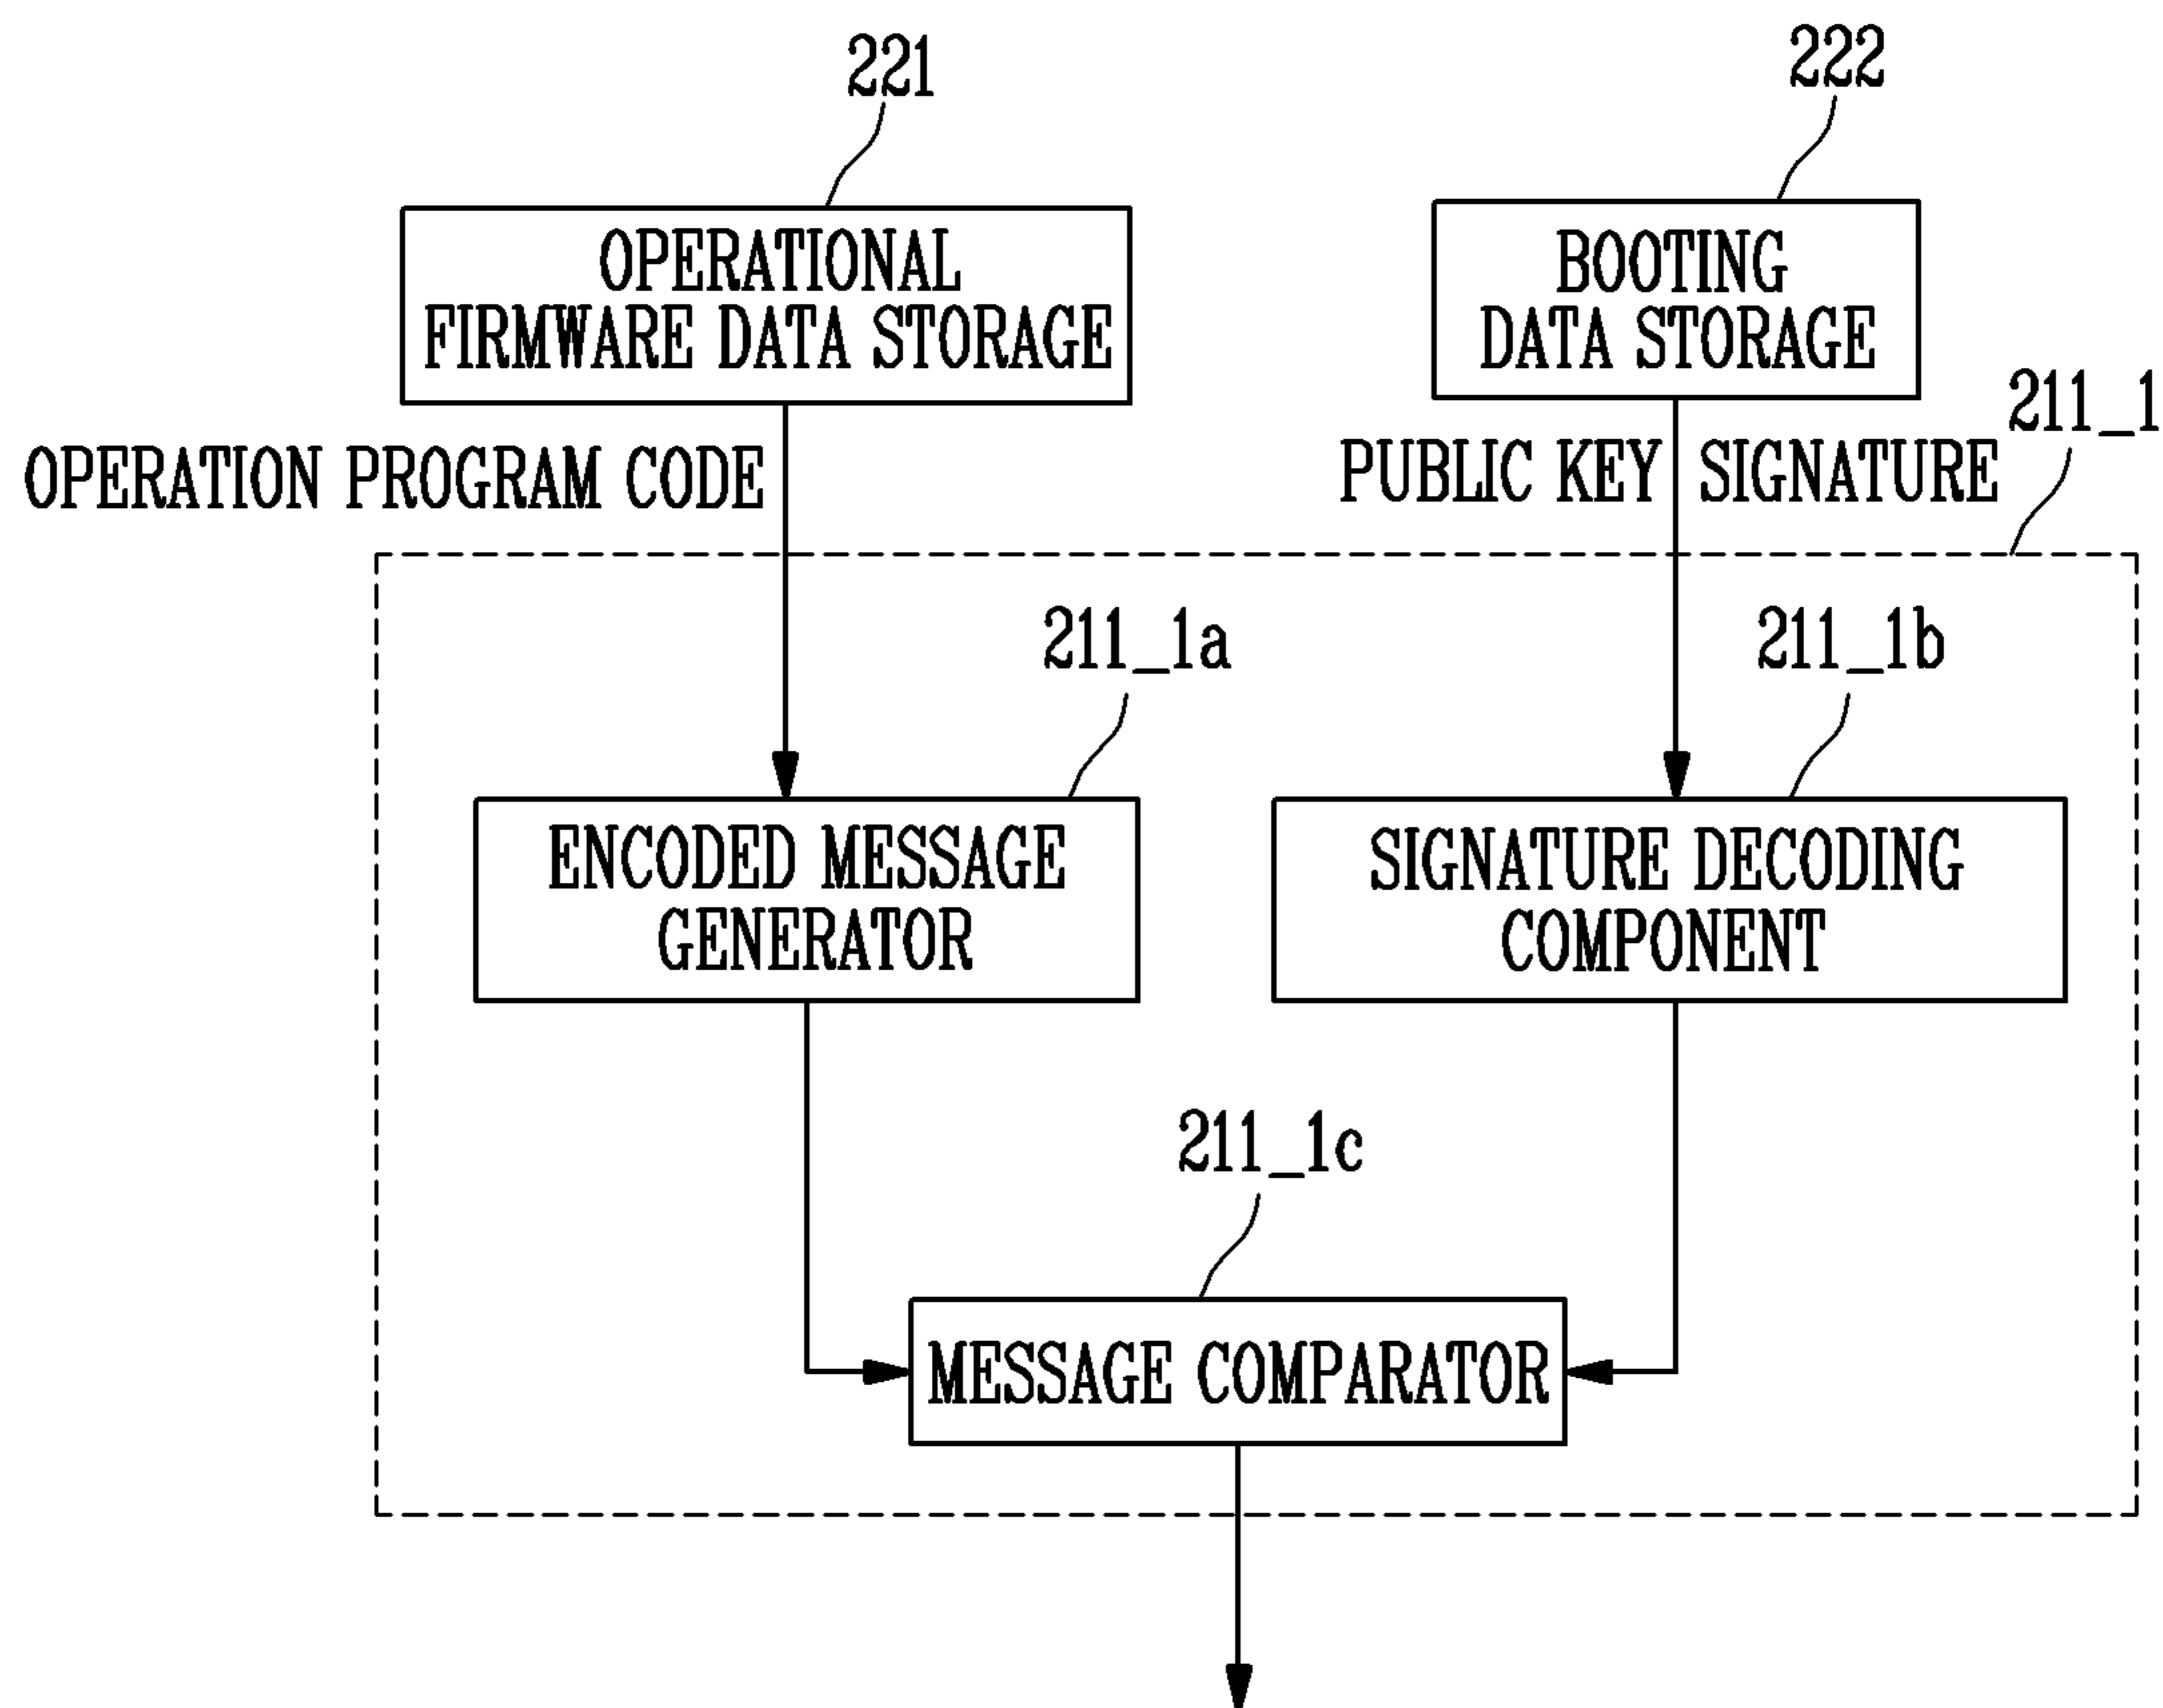 221
222
OPERATIONAL
FIRMWARE DATA STORAGE
BOOTING
DATA STORAGE
211_1
OPERATION PROGRAM CODE
PUBLIC KEY SIGNATURE
211_1a
211_1b
ENCODED MESSAGE
GENERATOR
SIGNATURE DECODING
COMPONENT
211_1c
MESSAGE COMPARATOR